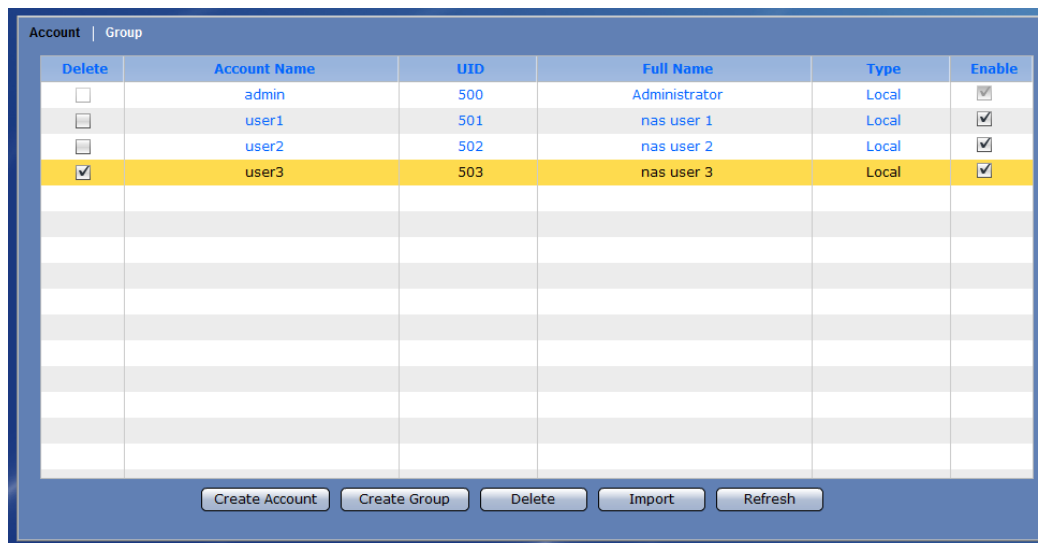 Account | Group
Delete Account Name UID Full Name Type Enable
admin 500 Administrator Local
user1 501 nas user 1 Local
user2 502 nas user 2 Local
user3 503 nas user 3 Local
Create Account Create Group Delete Import Refresh